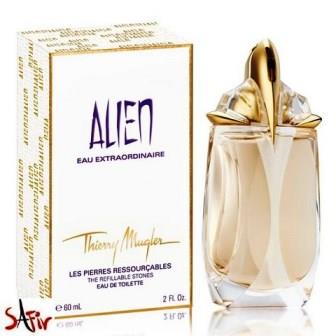 ALIEN
EAU EXTRAORDINAIRE
Thierry Mugler
LES PIERRES RESSOURÇABLES
THE REFILLABLE STONES
EAU DE TOILETTE
℮ 60 mL 2 Fl. Oz.
SAfir